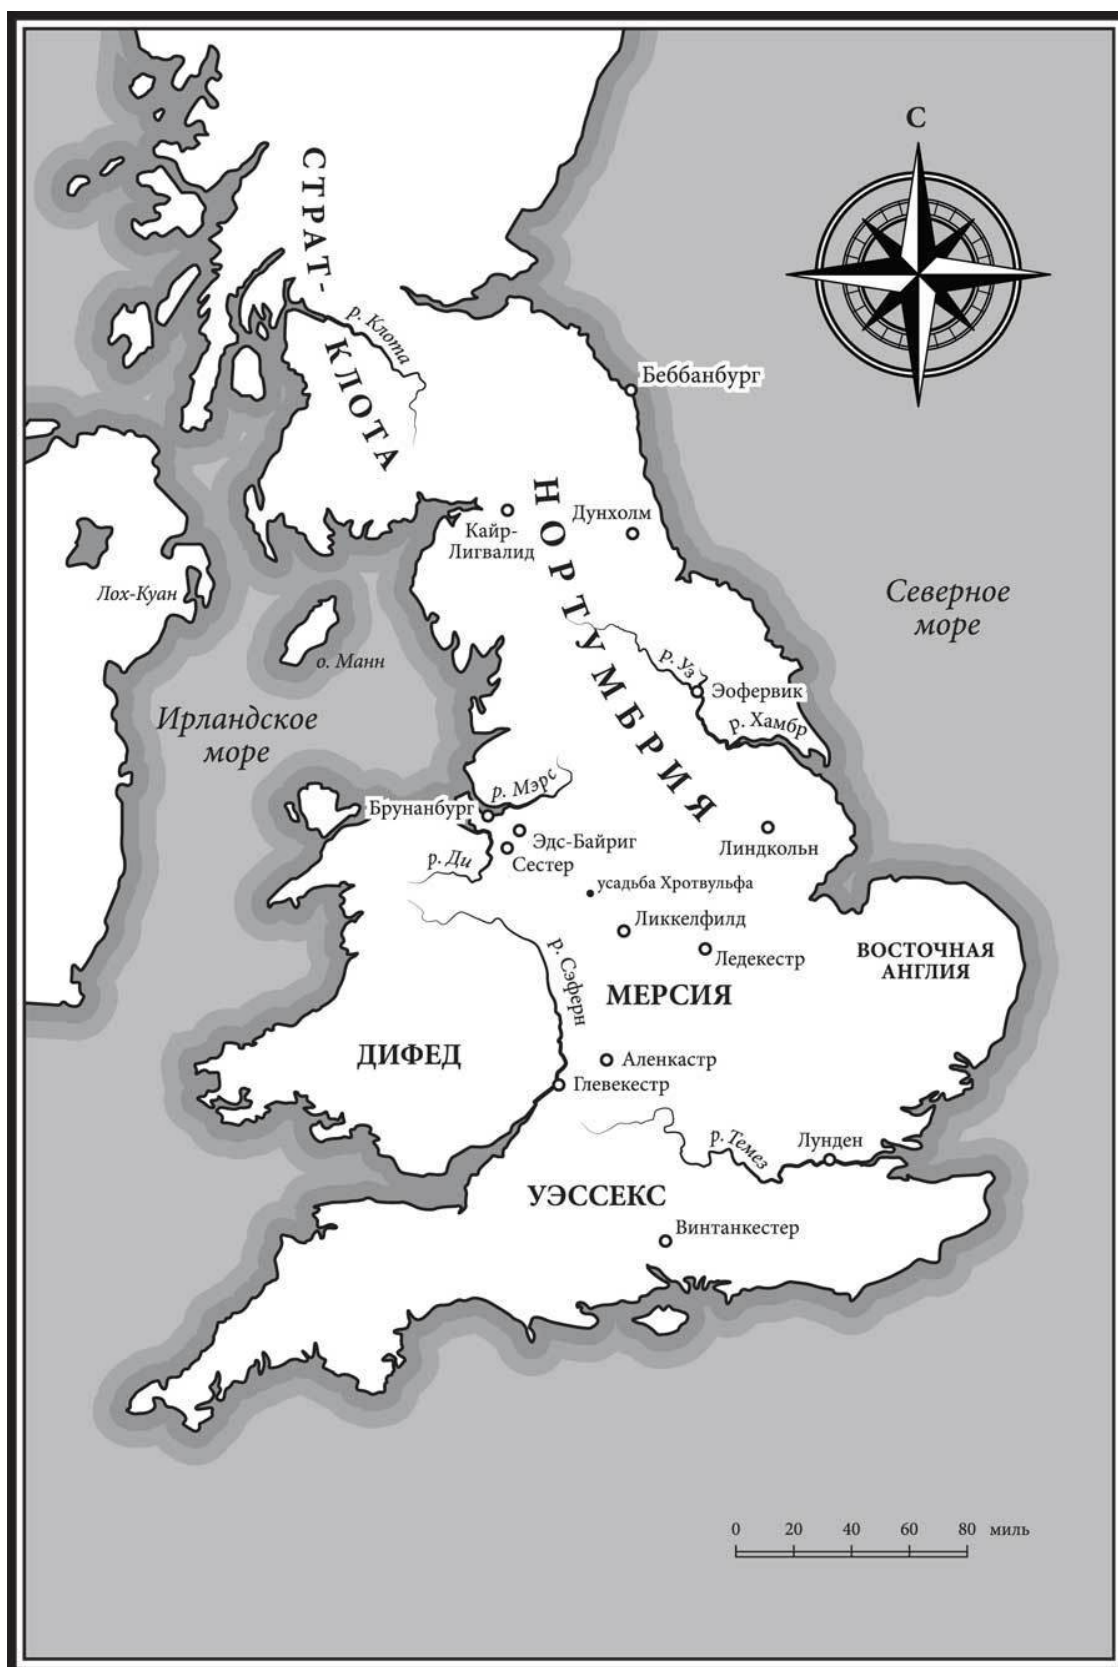 С
СТРАТ-
р. Клота
КЛОТА
Беббанбург
НОРТУМБРИЯ
Кайр-
Лигвалид
Дунхолм
Лох-Куан
Северное
море
о. Манн
р. Уз
Эофервик
Ирландское
море
р. Хамбр
р. Мэрс
Брунанбург
Эдс-Байриг
Линдкольн
р. Ди
Сестер
усадьба Хротвульфа
Ликкелфилд
р. Сэферн
Ледекестр
ВОСТОЧНАЯ
АНГЛИЯ
МЕРСИЯ
ДИФЕД
Аленкастр
Глевекестр
р. Темез
Лунден
УЭССЕКС
Винтанкестер
0 20 40 60 80 миль